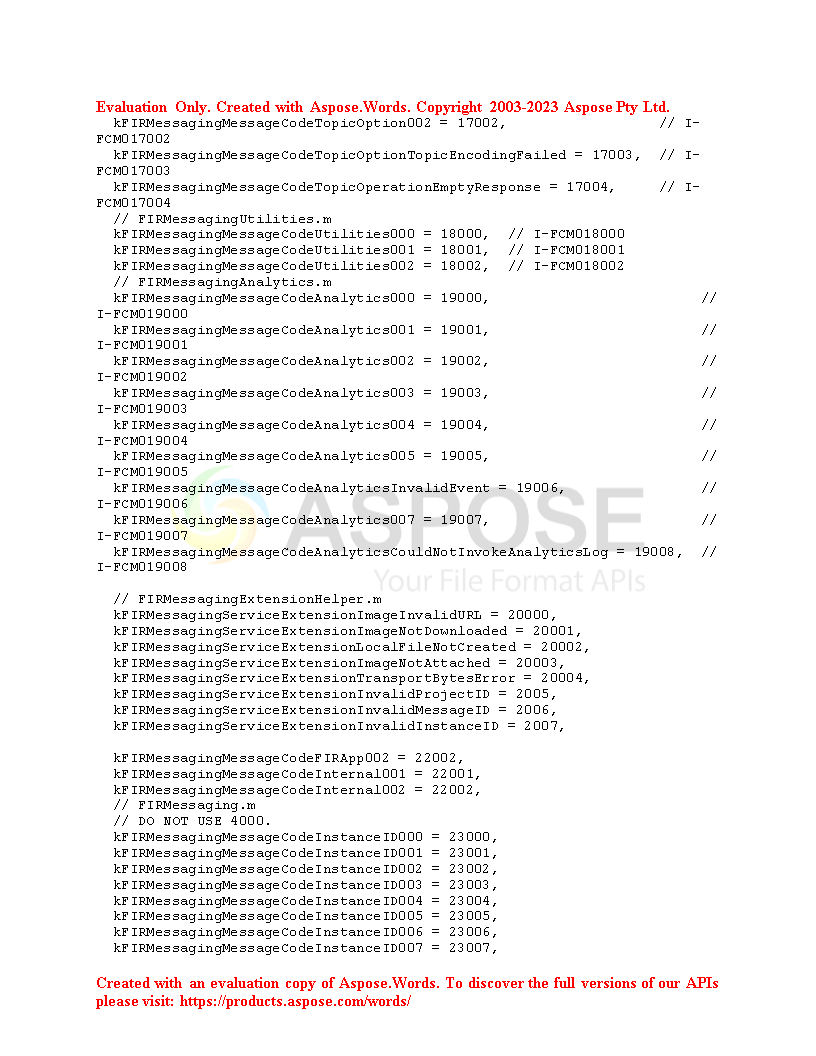 Evaluation Only. Created with Aspose.Words. Copyright 2003-2023 Aspose Pty Ltd.
kFIRMessagingMessageCodeTopicOption002 = 17002, // I-
FCM017002
kFIRMessagingMessageCodeTopicOptionTopicEncodingFailed = 17003, // I-
FCM017003
kFIRMessagingMessageCodeTopicOperationEmptyResponse = 17004, // I-
FCM017004
// FIRMessagingUtilities.m
kFIRMessagingMessageCodeUtilities000 = 18000, // I-FCM018000
kFIRMessagingMessageCodeUtilities001 = 18001, // I-FCM018001
kFIRMessagingMessageCodeUtilities002 = 18002, // I-FCM018002
// FIRMessagingAnalytics.m
kFIRMessagingMessageCodeAnalytics000 = 19000, //
I-FCM019000
kFIRMessagingMessageCodeAnalytics001 = 19001, //
I-FCM019001
kFIRMessagingMessageCodeAnalytics002 = 19002, //
I-FCM019002
kFIRMessagingMessageCodeAnalytics003 = 19003, //
I-FCM019003
kFIRMessagingMessageCodeAnalytics004 = 19004, //
I-FCM019004
kFIRMessagingMessageCodeAnalytics005 = 19005, //
I-FCM019005
kFIRMessagingMessageCodeAnalyticsInvalidEvent = 19006, //
I-FCM019006
kFIRMessagingMessageCodeAnalytics007 = 19007, //
I-FCM019007
kFIRMessagingMessageCodeAnalyticsCouldNotInvokeAnalyticsLog = 19008, //
I-FCM019008
ASPOSE
Your File Format APIs
// FIRMessagingExtensionHelper.m
kFIRMessagingServiceExtensionImageInvalidURL = 20000,
kFIRMessagingServiceExtensionImageNotDownloaded = 20001,
kFIRMessagingServiceExtensionLocalFileNotCreated = 20002,
kFIRMessagingServiceExtensionImageNotAttached = 20003,
kFIRMessagingServiceExtensionTransportBytesError = 20004,
kFIRMessagingServiceExtensionInvalidProjectID = 2005,
kFIRMessagingServiceExtensionInvalidMessageID = 2006,
kFIRMessagingServiceExtensionInvalidInstanceID = 2007,
kFIRMessagingMessageCodeFIRApp002 = 22002,
kFIRMessagingMessageCodeInternal001 = 22001,
kFIRMessagingMessageCodeInternal002 = 22002,
// FIRMessaging.m
// DO NOT USE 4000.
kFIRMessagingMessageCodeInstanceID000 = 23000,
kFIRMessagingMessageCodeInstanceID001 = 23001,
kFIRMessagingMessageCodeInstanceID002 = 23002,
kFIRMessagingMessageCodeInstanceID003 = 23003,
kFIRMessagingMessageCodeInstanceID004 = 23004,
kFIRMessagingMessageCodeInstanceID005 = 23005,
kFIRMessagingMessageCodeInstanceID006 = 23006,
kFIRMessagingMessageCodeInstanceID007 = 23007,
Created with an evaluation copy of Aspose.Words. To discover the full versions of our APIs
please visit: https://products.aspose.com/words/